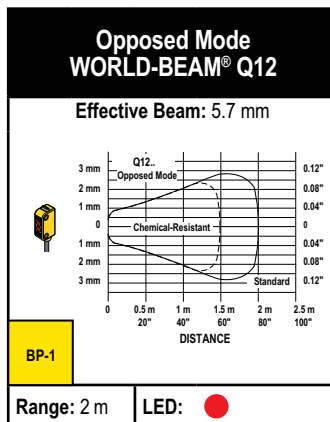 Opposed Mode
WORLD-BEAM® Q12
Effective Beam: 5.7 mm
Q12..
Opposed Mode
3 mm 0.12"
2 mm 0.08"
1 mm 0.04"
0 0
Chemical-Resistant
1 mm 0.04"
2 mm 0.08"
3 mm 0.12"
Standard
0 0.5 m 1 m 1.5 m 2 m 2.5 m
20" 40" 60" 80" 100"
DISTANCE
BP-1
Range: 2 m
LED: